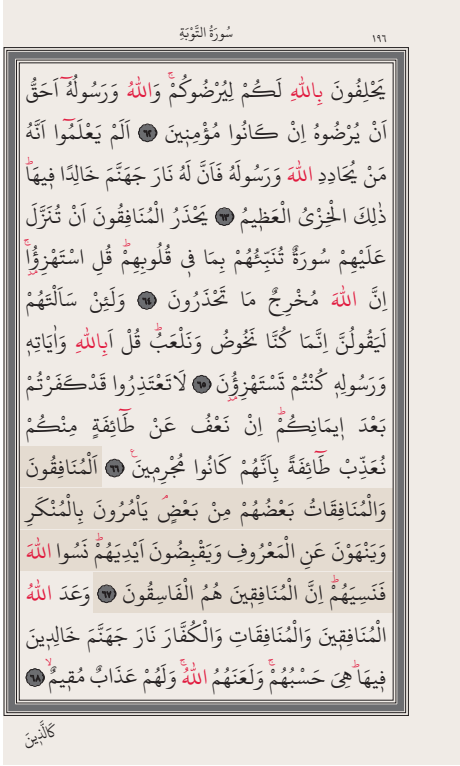 سُورَةُ التَّوْبَةِ
١٩٦
يَحْلِفُونَ بِاللّٰهِ لَكُمْ لِيُرْضُوكُمْۚ وَاللّٰهُ وَرَسُولُهُٓ اَحَقُّ
اَنْ يُرْضُوهُ اِنْ كَانُوا مُؤْمِنٖينَ ٦٢ اَلَمْ يَعْلَمُٓوا اَنَّهُ
مَنْ يُحَادِدِ اللّٰهَ وَرَسُولَهُ فَاَنَّ لَهُ نَارَ جَهَنَّمَ خَالِدًا فٖيهَاۜ
ذٰلِكَ الْخِزْىُ الْعَظٖيمُ ٦٣ يَحْذَرُ الْمُنَافِقُونَ اَنْ تُنَزَّلَ
عَلَيْهِمْ سُورَةٌ تُنَبِّئُهُمْ بِمَا فٖى قُلُوبِهِمْۜ قُلِ اسْتَهْزِؤُ۫اۚ
اِنَّ اللّٰهَ مُخْرِجٌ مَا تَحْذَرُونَ ٦٤ وَلَئِنْ سَاَلْتَهُمْ
لَيَقُولُنَّ اِنَّمَا كُنَّا نَخُوضُ وَنَلْعَبُۜ قُلْ اَبِاللّٰهِ وَاٰيَاتِهٖ
وَرَسُولِهٖ كُنْتُمْ تَسْتَهْزِؤُ۫نَ ٦٥ لَا تَعْتَذِرُوا قَدْ كَفَرْتُمْ
بَعْدَ اٖيمَانِكُمْۜ اِنْ نَعْفُ عَنْ طَٓائِفَةٍ مِنْكُمْ
نُعَذِّبْ طَٓائِفَةً بِاَنَّهُمْ كَانُوا مُجْرِمٖينَۚ ٦٦ اَلْمُنَافِقُونَ
وَالْمُنَافِقَاتُ بَعْضُهُمْ مِنْ بَعْضٍۘ يَاْمُرُونَ بِالْمُنْكَرِ
وَيَنْهَوْنَ عَنِ الْمَعْرُوفِ وَيَقْبِضُونَ اَيْدِيَهُمْۜ نَسُوا اللّٰهَ
فَنَسِيَهُمْۜ اِنَّ الْمُنَافِقٖينَ هُمُ الْفَاسِقُونَ ٦٧ وَعَدَ اللّٰهُ
الْمُنَافِقٖينَ وَالْمُنَافِقَاتِ وَالْكُفَّارَ نَارَ جَهَنَّمَ خَالِدٖينَ
فٖيهَاۜ هِىَ حَسْبُهُمْۚ وَلَعَنَهُمُ اللّٰهُۚ وَلَهُمْ عَذَابٌ مُقٖيمٌۙ ٦٨
كَالَّذٖينَ